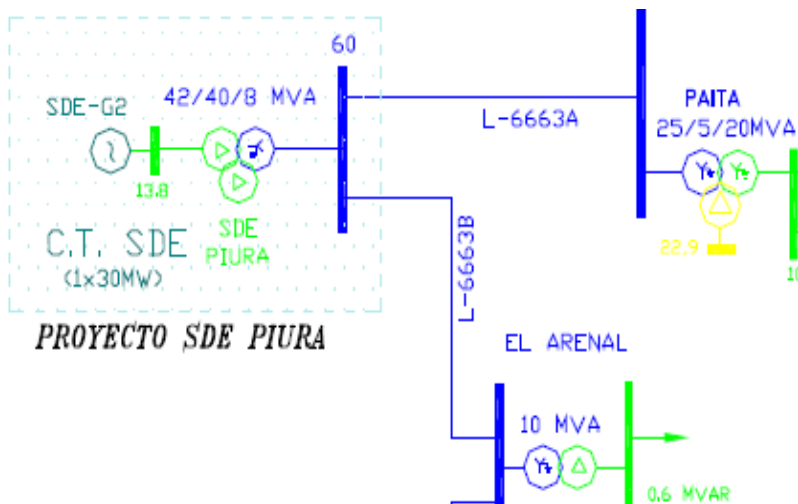 60
SDE-G2
42/40/8 MVA
13.8
SDE
PIURA
C.T. SDE
(1x30MW)
PROYECTO SDE PIURA
L-6663A
L-6663B
PAITA
25/5/20MVA
22.9
EL ARENAL
10 MVA
0.6 MVAR